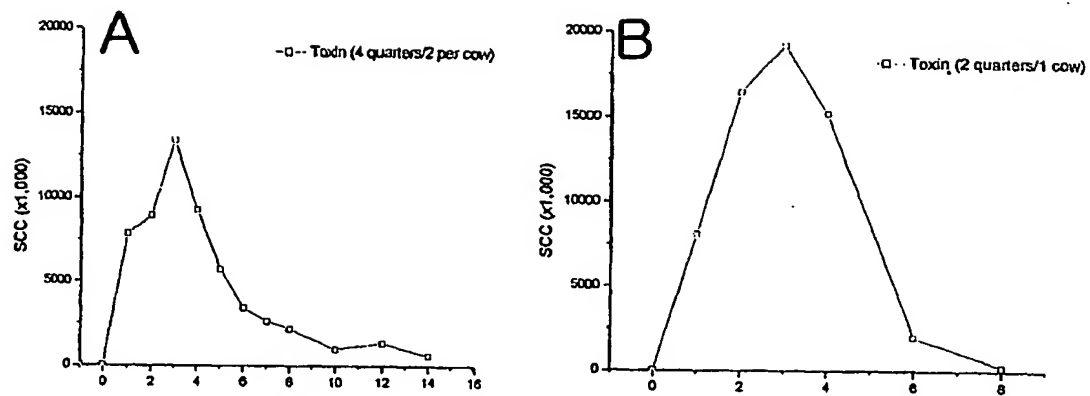 A
-□-- Toxin (4 quarters/2 per cow)
SCC (x1,000)
20000
15000
10000
5000
0
0 2 4 6 8 10 12 14 16
B
·□·· Toxin. (2 quarters/1 cow)
SCC (x1,000)
20000
15000
10000
5000
0
0 2 4 6 8